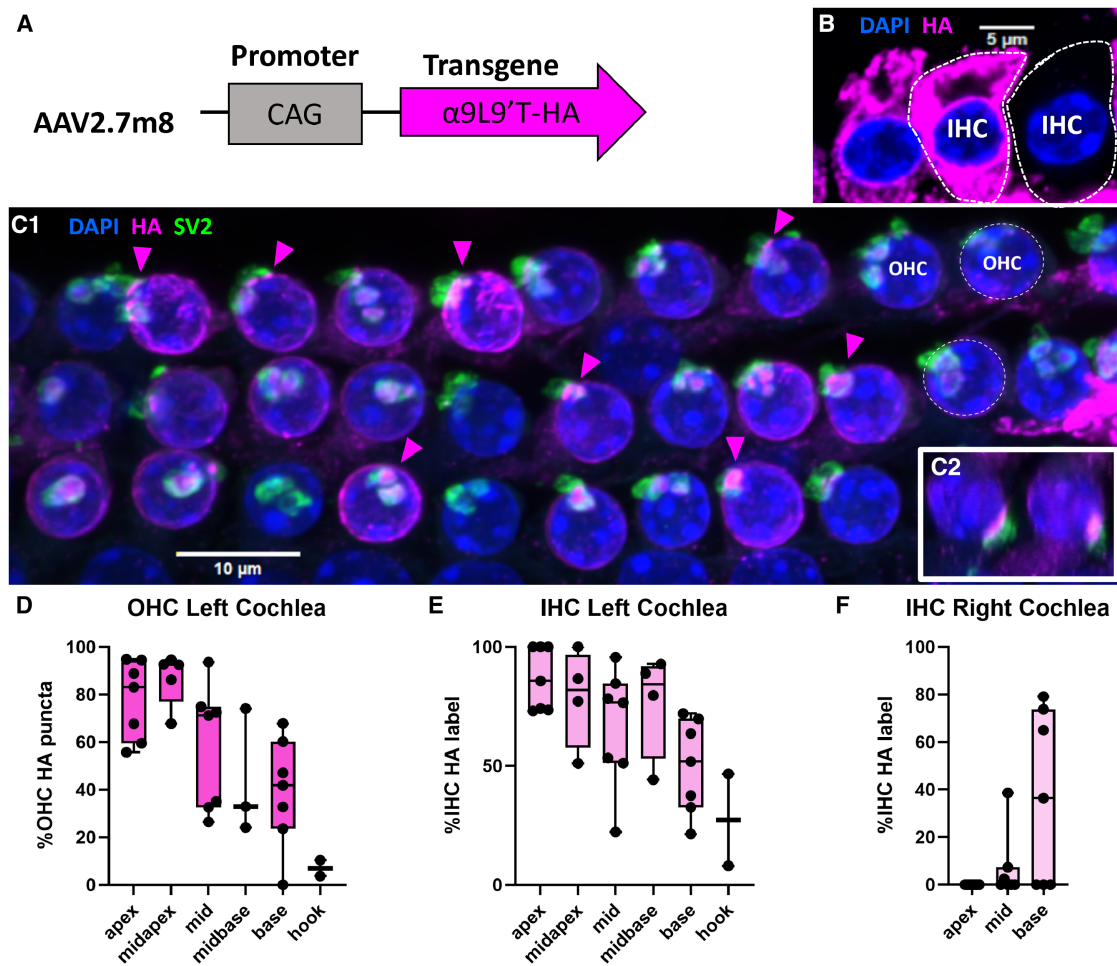 A
Promoter
Transgene
AAV2.7m8
CAG
α9L9’T-HA
B DAPI HA
5 µm
IHC
IHC
C1 DAPI HA SV2
OHC
OHC
10 µm
C2
D OHC Left Cochlea
%OHC HA puncta
100
80
60
40
20
0
apex
midapex
mid
midbase
base
hook
E IHC Left Cochlea
%IHC HA label
100
50
0
apex
midapex
mid
midbase
base
hook
F IHC Right Cochlea
%IHC HA label
100
80
60
40
20
0
apex
mid
base